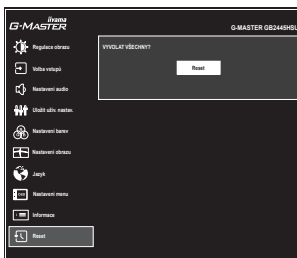 iiyama
G-MASTER
G-MASTER GB2445HSU
Regulace obrazu
VYVOLAT VŠECHNY?
Reset
Volba vstupů
Nastavení audio
Uložit uživ. nastav.
Nastavení barev
Nastavení obrazu
Jazyk
OSD
Nastavení menu
Informace
Reset